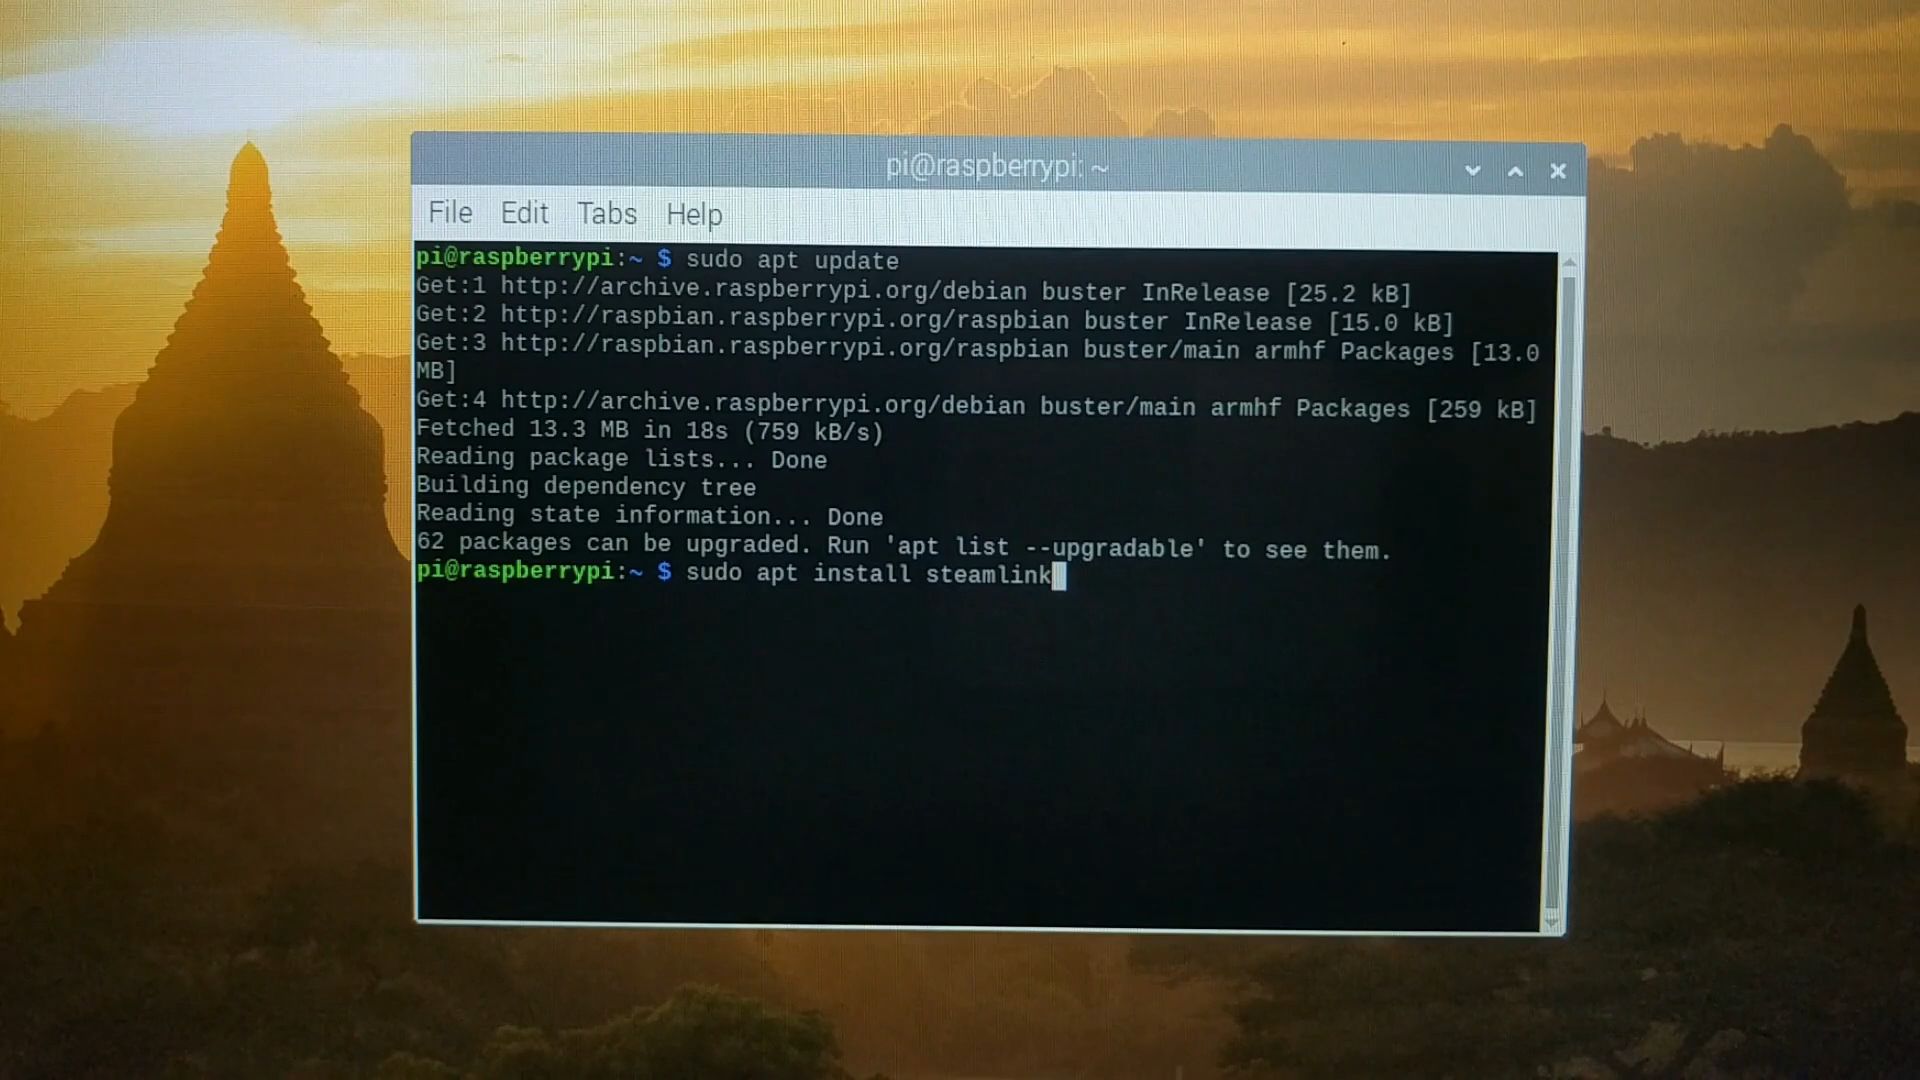 pi@raspberrypi: ~
File Edit Tabs Help
pi@raspberrypi:~ $ sudo apt update
Get:1 http://archive.raspberrypi.org/debian buster InRelease [25.2 kB]
Get:2 http://raspbian.raspberrypi.org/raspbian buster InRelease [15.0 kB]
Get:3 http://raspbian.raspberrypi.org/raspbian buster/main armhf Packages [13.0
MB]
Get:4 http://archive.raspberrypi.org/debian buster/main armhf Packages [259 kB]
Fetched 13.3 MB in 18s (759 kB/s)
Reading package lists... Done
Building dependency tree
Reading state information... Done
62 packages can be upgraded. Run 'apt list --upgradable' to see them.
pi@raspberrypi:~ $ sudo apt install steamlink